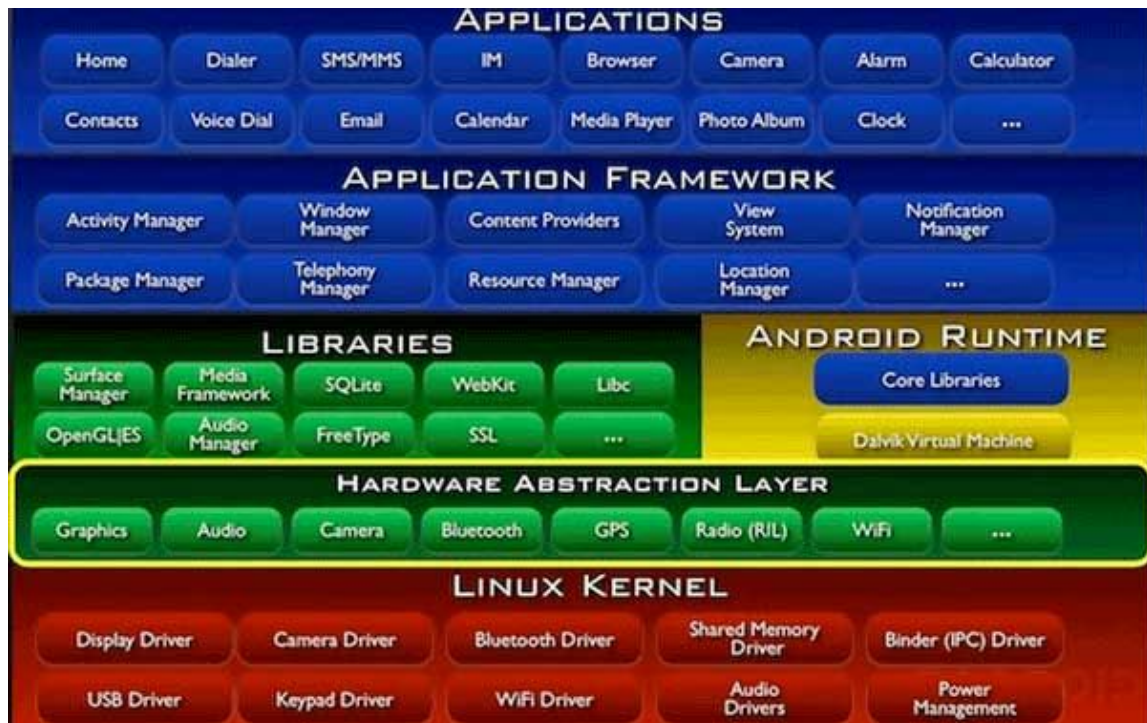 APPLICATIONS
Home Dialer SMS/MMS IM Browser Camera Alarm Calculator
Contacts Voice Dial Email Calendar Media Player Photo Album Clock ...
APPLICATION FRAMEWORK
Activity Manager Window Manager Content Providers View System Notification Manager
Package Manager Telephony Manager Resource Manager Location Manager ...
LIBRARIES ANDROID RUNTIME
Surface Manager Media Framework SQLite WebKit Libc Core Libraries
OpenGL|ES Audio Manager FreeType SSL ... Dalvik Virtual Machine
HARDWARE ABSTRACTION LAYER
Graphics Audio Camera Bluetooth GPS Radio (RIL) WiFi ...
LINUX KERNEL
Display Driver Camera Driver Bluetooth Driver Shared Memory Driver Binder (IPC) Driver
USB Driver Keypad Driver WiFi Driver Audio Drivers Power Management